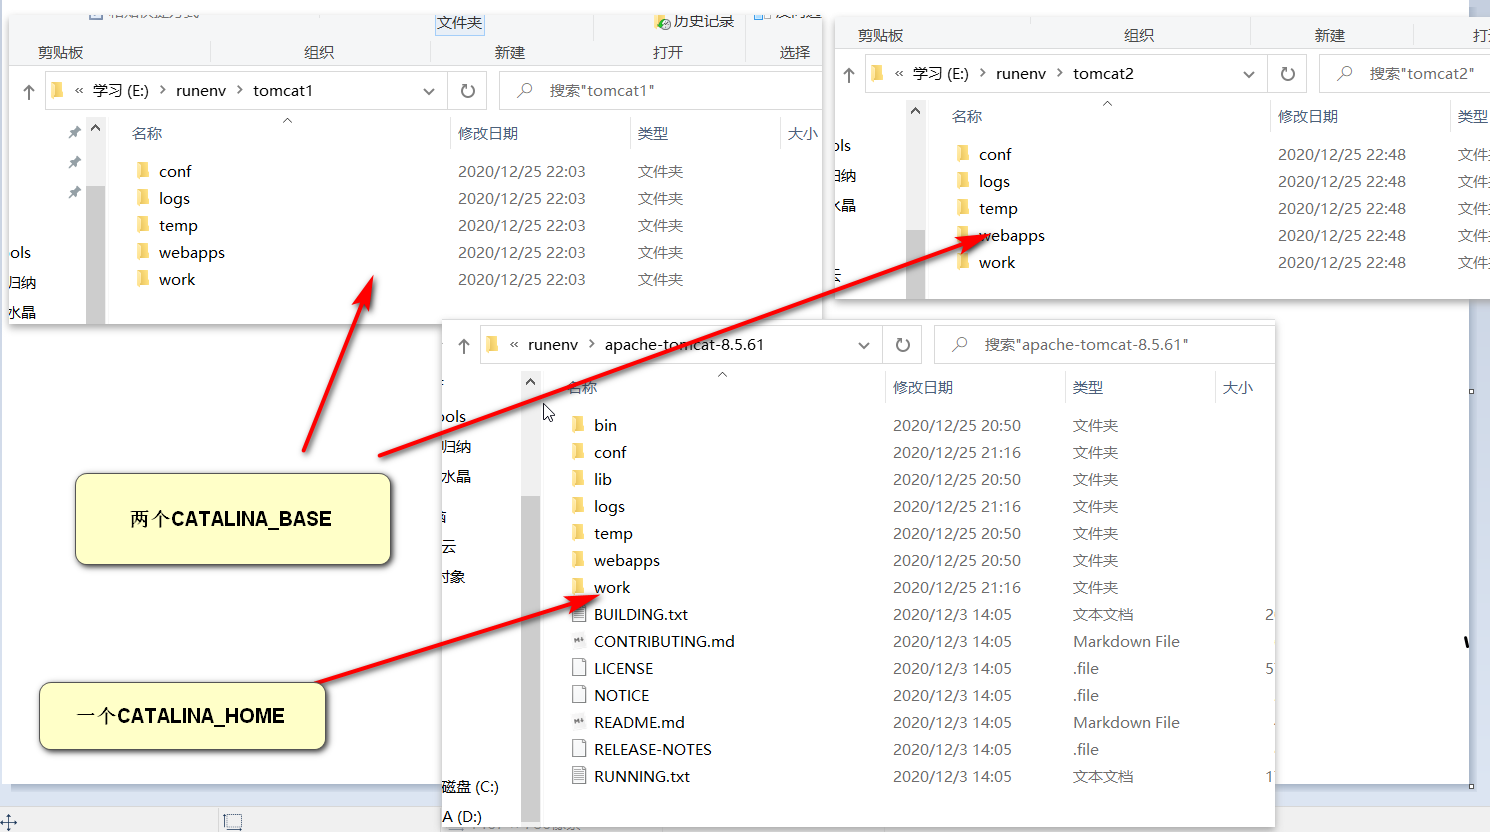 文件夹
历史记录
剪贴板
组织
新建
打开
选择
« 学习 (E:) > runenv > tomcat1
搜索"tomcat1"
名称
修改日期
类型
大小
conf
2020/12/25 22:03
文件夹
logs
2020/12/25 22:03
文件夹
temp
2020/12/25 22:03
文件夹
webapps
2020/12/25 22:03
文件夹
work
2020/12/25 22:03
文件夹
ols
归纳
水晶
剪贴板
组织
新建
« 学习 (E:) > runenv > tomcat2
搜索"tomcat2"
名称
修改日期
类型
conf
2020/12/25 22:48
文件
logs
2020/12/25 22:48
文件
temp
2020/12/25 22:48
文件
webapps
2020/12/25 22:48
文件
work
2020/12/25 22:48
文件
ols
归纳
水晶
云
« runenv > apache-tomcat-8.5.61
搜索"apache-tomcat-8.5.61"
名称
修改日期
类型
大小
bin
2020/12/25 20:50
文件夹
conf
2020/12/25 21:16
文件夹
lib
2020/12/25 20:50
文件夹
logs
2020/12/25 21:16
文件夹
temp
2020/12/25 20:50
文件夹
webapps
2020/12/25 20:50
文件夹
work
2020/12/25 21:16
文件夹
BUILDING.txt
2020/12/3 14:05
文本文档
CONTRIBUTING.md
2020/12/3 14:05
Markdown File
LICENSE
2020/12/3 14:05
.file
NOTICE
2020/12/3 14:05
.file
README.md
2020/12/3 14:05
Markdown File
RELEASE-NOTES
2020/12/3 14:05
.file
RUNNING.txt
2020/12/3 14:05
文本文档
ools
归纳
水晶
云
对象
磁盘 (C:)
A (D:)
两个CATALINA_BASE
一个CATALINA_HOME